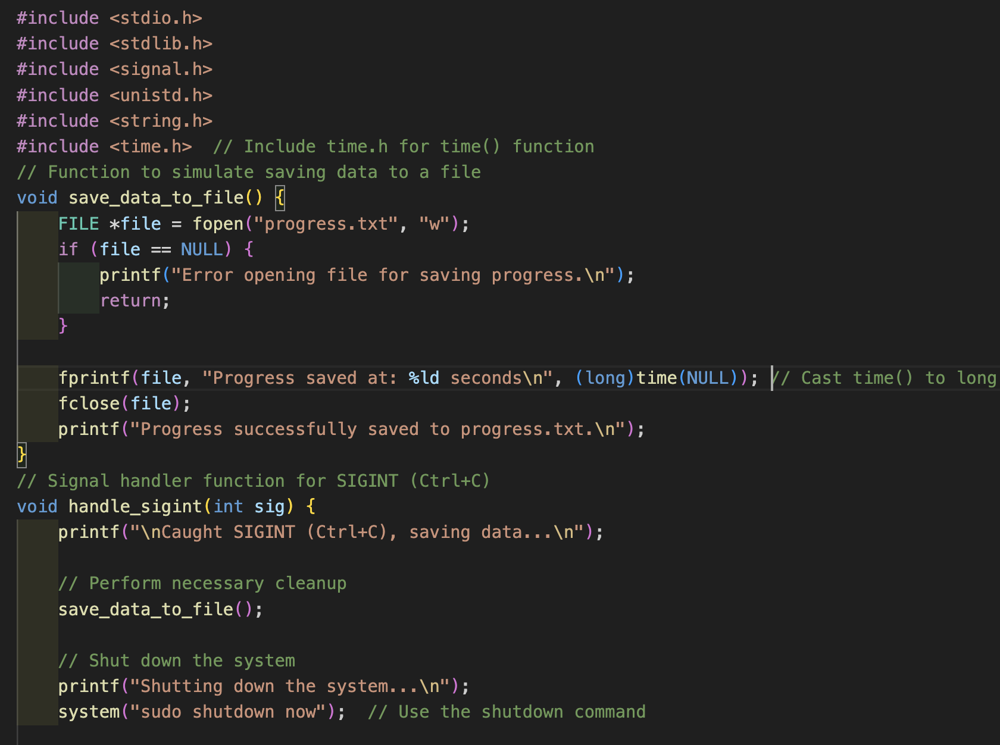 #include <stdio.h>
#include <stdlib.h>
#include <signal.h>
#include <unistd.h>
#include <string.h>
#include <time.h>  // Include time.h for time() function
// Function to simulate saving data to a file
void save_data_to_file() {
    FILE *file = fopen("progress.txt", "w");
    if (file == NULL) {
        printf("Error opening file for saving progress.\n");
        return;
    }

    fprintf(file, "Progress saved at: %ld seconds\n", (long)time(NULL)); // Cast time() to long
    fclose(file);
    printf("Progress successfully saved to progress.txt.\n");
}
// Signal handler function for SIGINT (Ctrl+C)
void handle_sigint(int sig) {
    printf("\nCaught SIGINT (Ctrl+C), saving data...\n");

    // Perform necessary cleanup
    save_data_to_file();

    // Shut down the system
    printf("Shutting down the system...\n");
    system("sudo shutdown now");  // Use the shutdown command